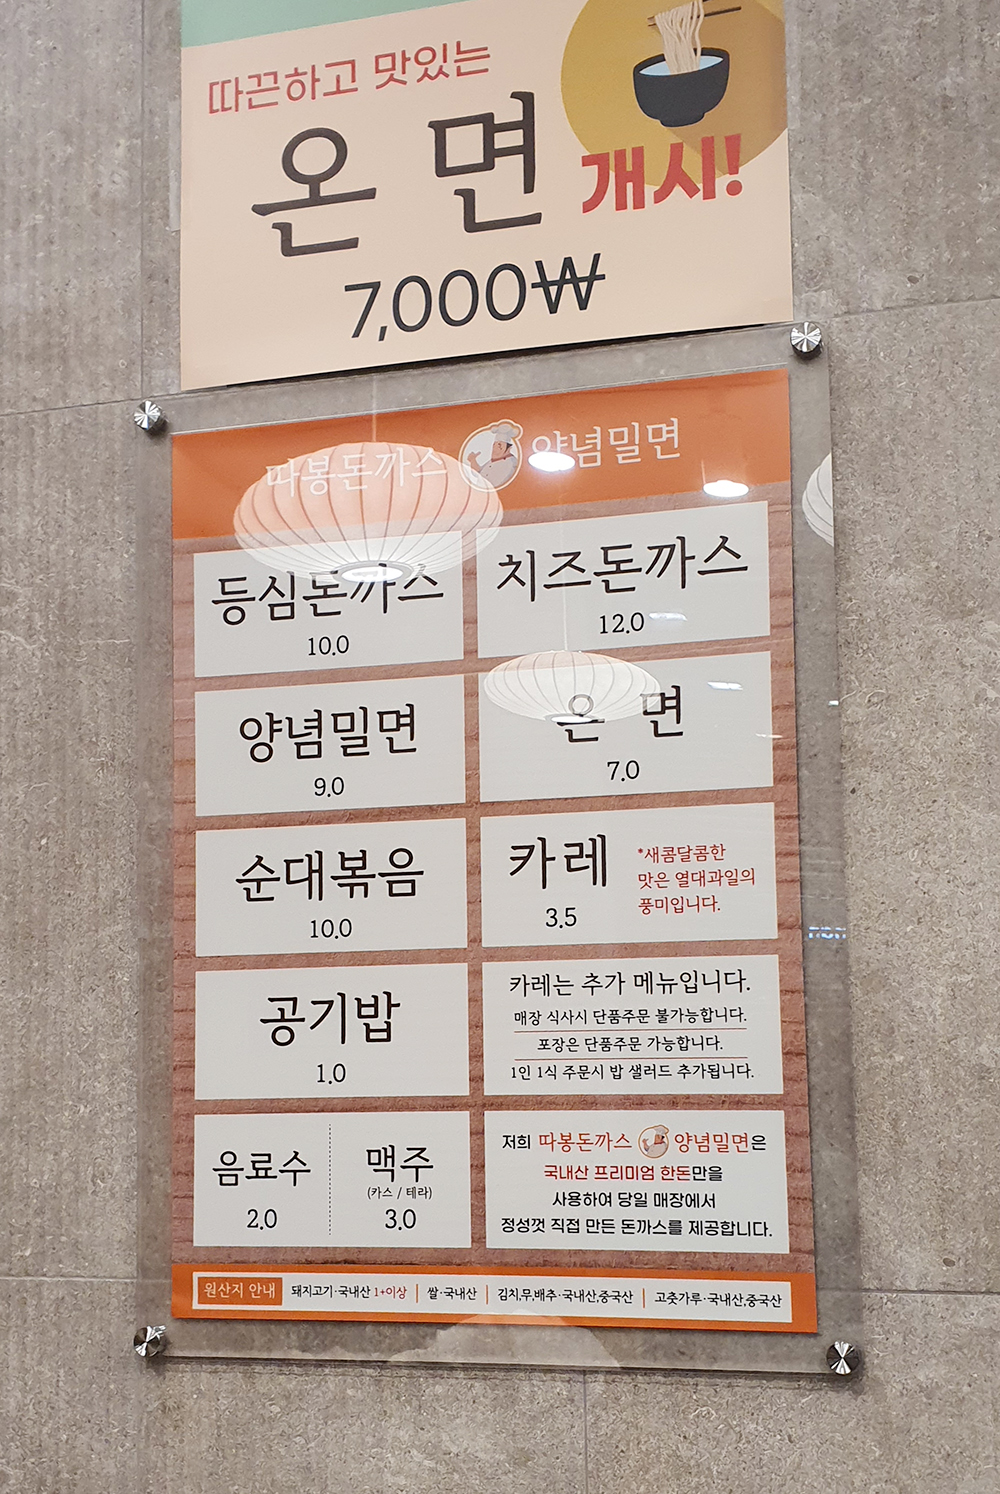 따끈하고 맛있는
온 면 개시!
7,000₩
따봉돈까스 양념밀면
등심돈까스
10.0
치즈돈까스
12.0
양념밀면
9.0
온 면
7.0
순대볶음
10.0
카레
3.5
*새콤달콤한
맛은 열대과일의
풍미입니다.
공기밥
1.0
카레는 추가 메뉴입니다.
매장 식사시 단품주문 불가능합니다.
포장은 단품주문 가능합니다.
1인 1식 주문시 밥 샐러드 추가됩니다.
음료수
2.0
맥주
(카스 / 테라)
3.0
저희 따봉돈까스 양념밀면은
국내산 프리미엄 한돈만을
사용하여 당일 매장에서
정성껏 직접 만든 돈까스를 제공합니다.
원산지 안내 돼지고기·국내산 1+이상 | 쌀·국내산 | 김치,무,배추·국내산,중국산 | 고춧가루·국내산,중국산